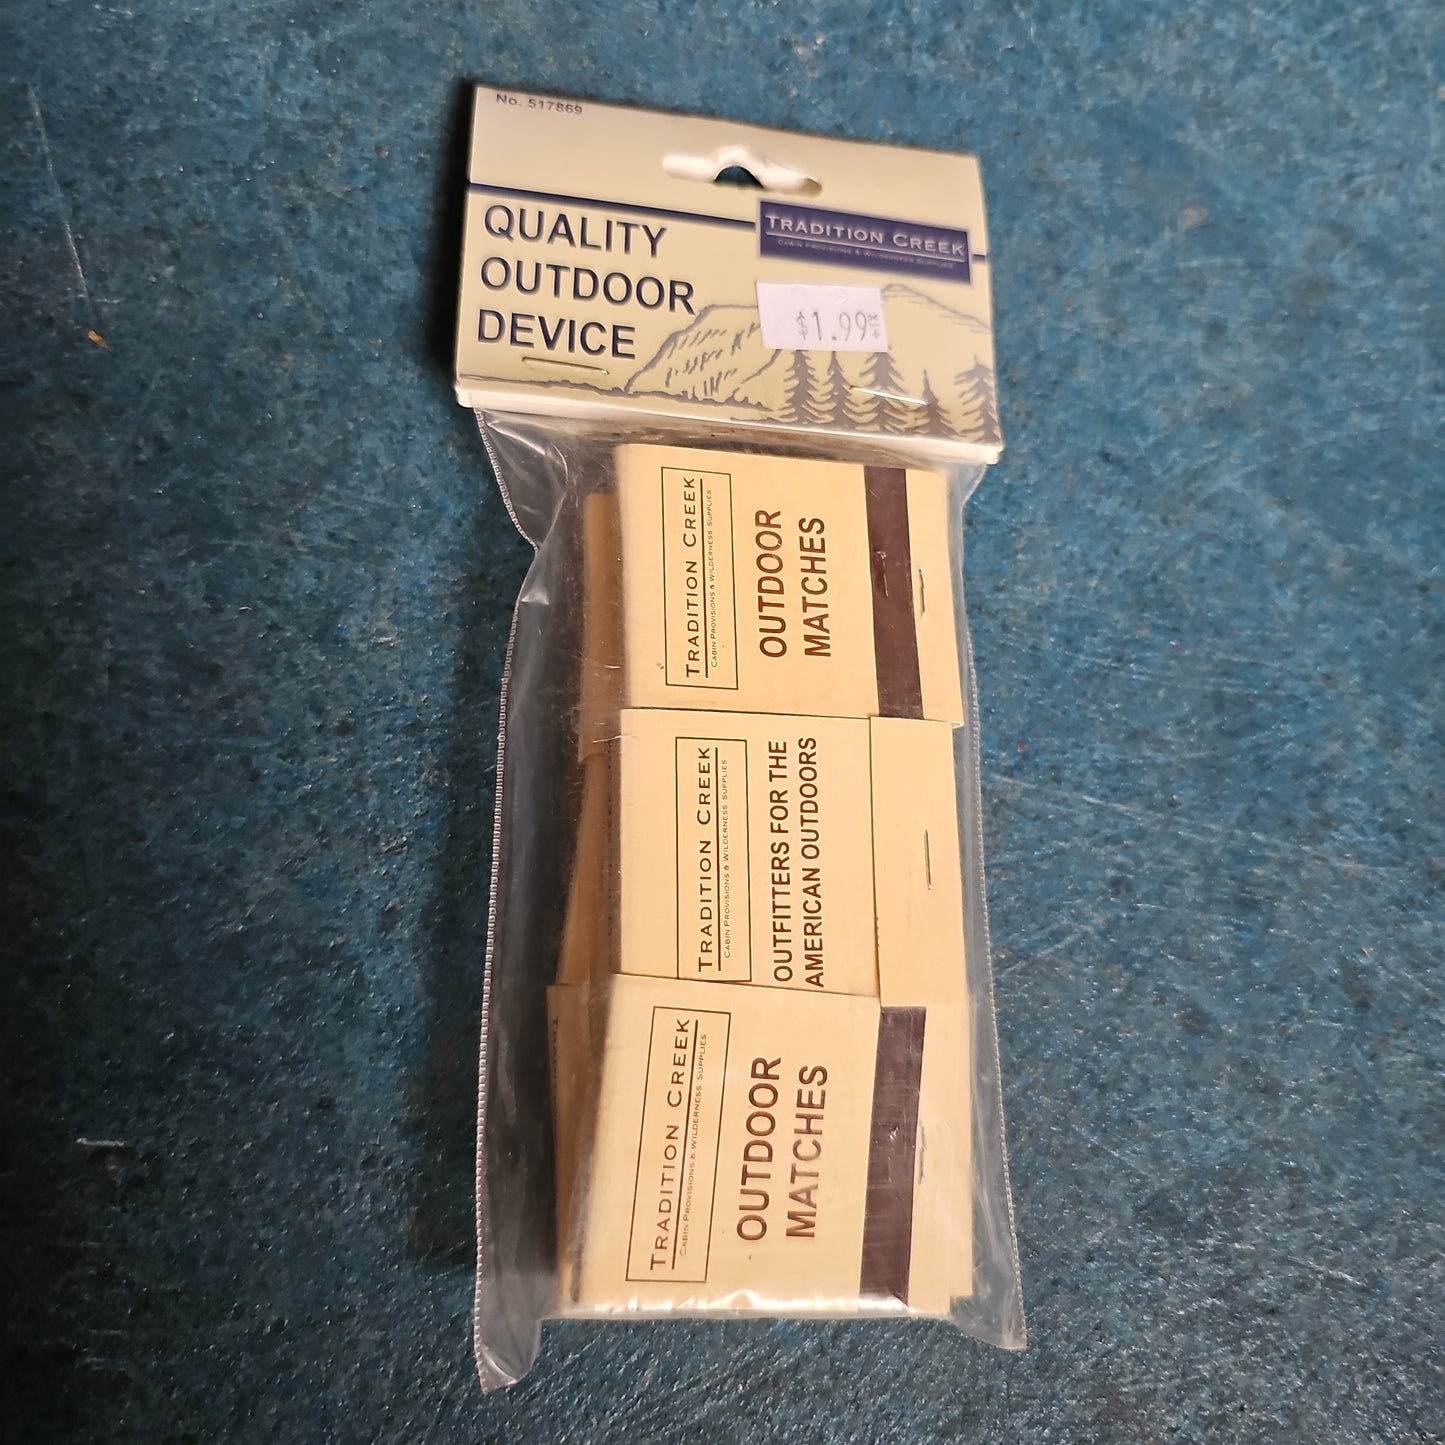 No. 517869
QUALITY
OUTDOOR
DEVICE
TRADITION CREEK
CABIN PROVISIONS & WILDERNESS SUPPLIES
$1.99 +TX
TRADITION CREEK
CABIN PROVISIONS & WILDERNESS SUPPLIES
OUTDOOR
MATCHES
TRADITION CREEK
CABIN PROVISIONS & WILDERNESS SUPPLIES
OUTFITTERS FOR THE
AMERICAN OUTDOORS
TRADITION CREEK
CABIN PROVISIONS & WILDERNESS SUPPLIES
OUTDOOR
MATCHES